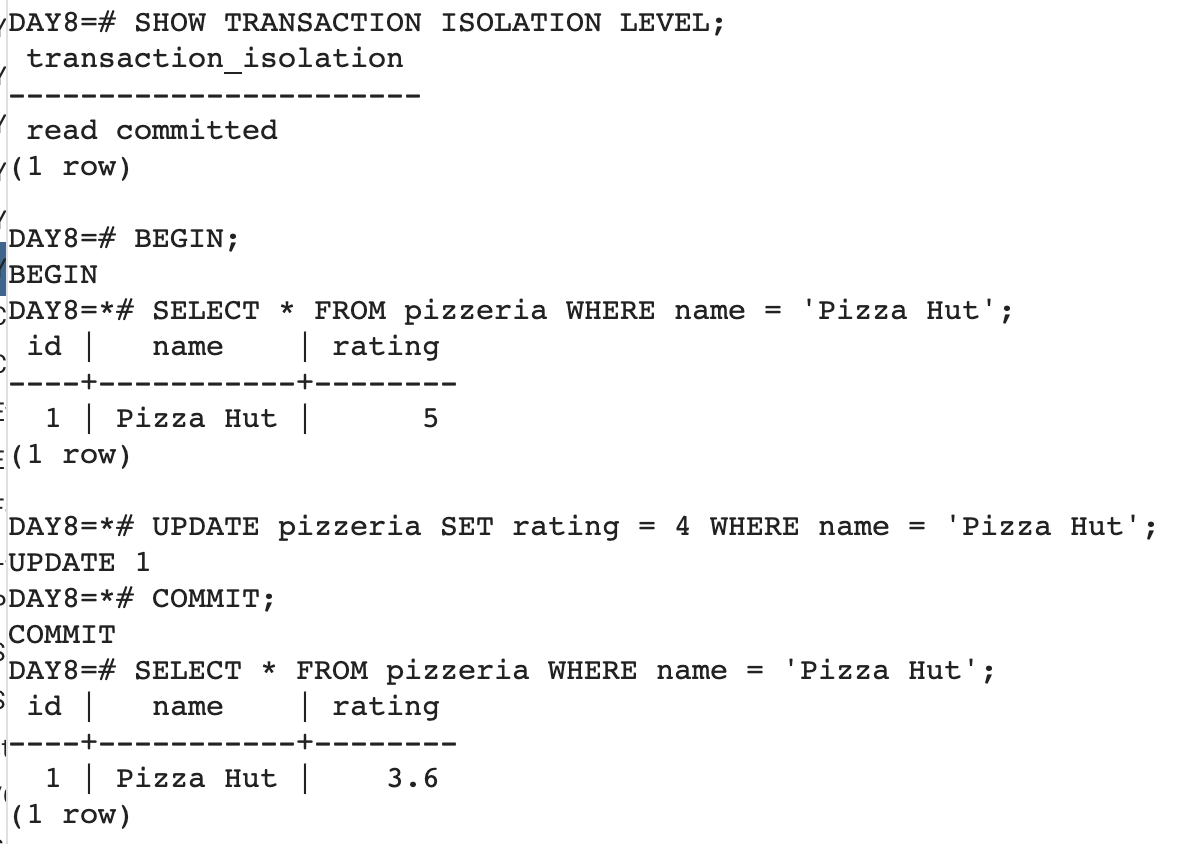 DAY8=# SHOW TRANSACTION ISOLATION LEVEL;
transaction_isolation
-----------------------
read committed
(1 row)
DAY8=# BEGIN;
BEGIN
DAY8=*# SELECT * FROM pizzeria WHERE name = 'Pizza Hut';
id |   name    | rating
----+-----------+--------
1 | Pizza Hut |      5
(1 row)
DAY8=*# UPDATE pizzeria SET rating = 4 WHERE name = 'Pizza Hut';
UPDATE 1
DAY8=*# COMMIT;
COMMIT
DAY8=# SELECT * FROM pizzeria WHERE name = 'Pizza Hut';
id |   name    | rating
----+-----------+--------
1 | Pizza Hut |    3.6
(1 row)